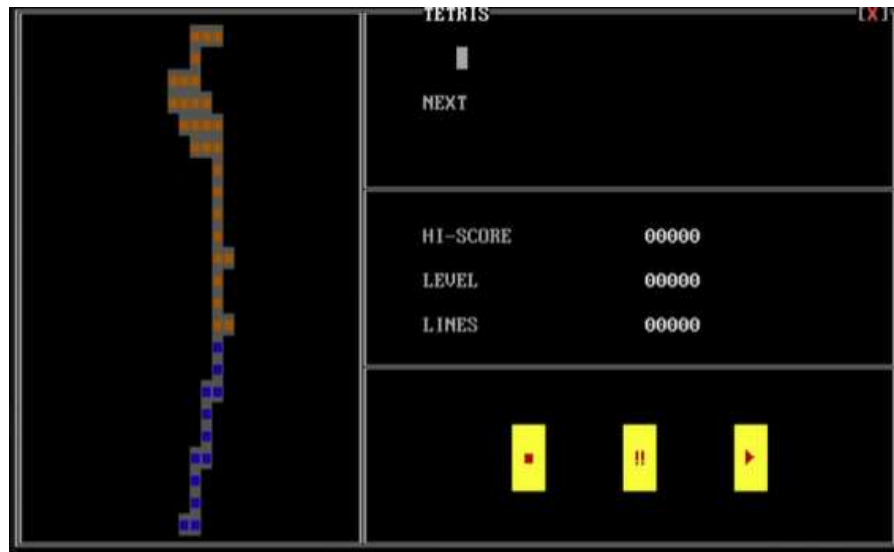 TETRIS
[X]
NEXT
HI-SCORE 00000
LEVEL 00000
LINES 00000
!!